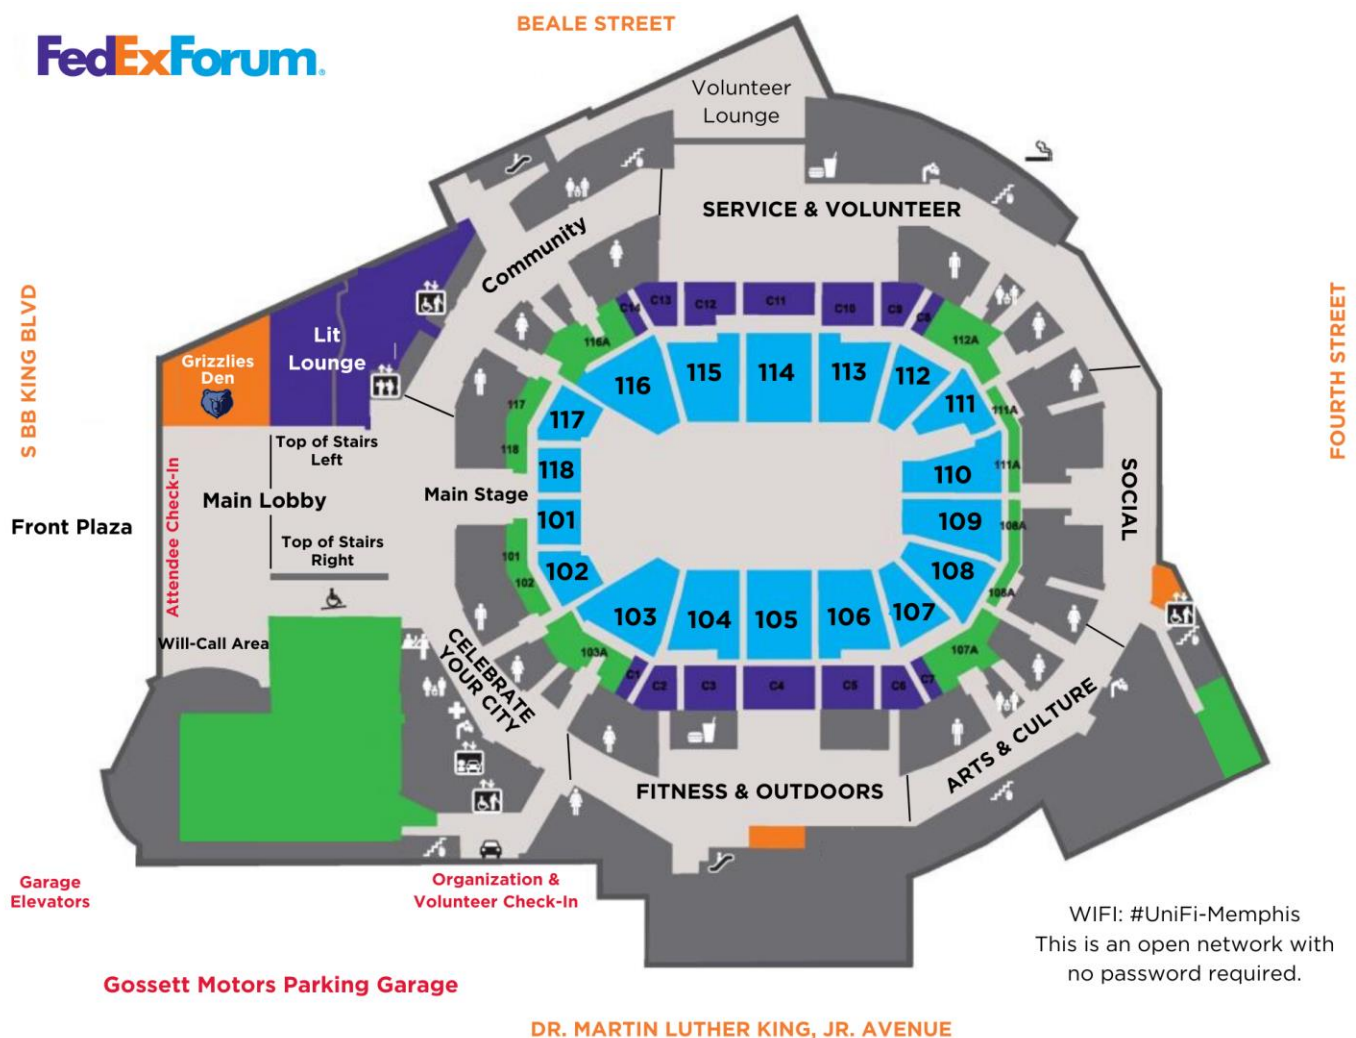 BEALE STREET
FedExForum.
Volunteer
Lounge
SERVICE & VOLUNTEER
Community
S BB KING BLVD
FOURTH STREET
Lit
Lounge
Grizzlies
Den
C14
C13
C12
C11
C10
C9
C8
116A
112A
116
115
114
113
112
111
111A
117
117
118
118
110
111A
SOCIAL
Top of Stairs
Left
Main Lobby
Main Stage
Front Plaza
Attendee Check-In
Top of Stairs
Right
101
101
109
108A
102
102
108
108A
103
104
105
106
107
Will-Call Area
CELEBRATE
YOUR CITY
103A
107A
C1
C2
C3
C4
C5
C6
C7
ARTS & CULTURE
FITNESS & OUTDOORS
Garage
Elevators
Organization &
Volunteer Check-In
WIFI: #UniFi-Memphis
This is an open network with
no password required.
Gossett Motors Parking Garage
DR. MARTIN LUTHER KING, JR. AVENUE